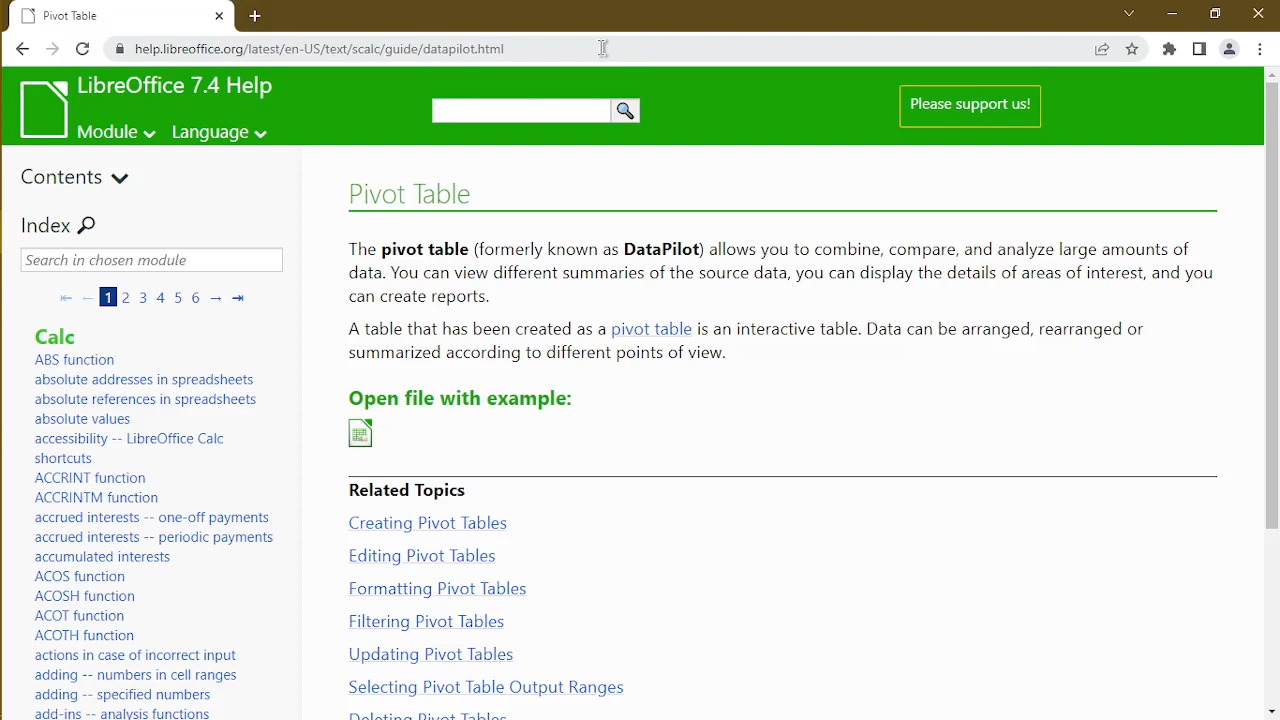 Pivot Table
help.libreoffice.org/latest/en-US/text/scalc/guide/datapilot.html
LibreOffice 7.4 Help
Module
Language
Please support us!
Contents
Index
Search in chosen module
1 2 3 4 5 6
Calc
ABS function
absolute addresses in spreadsheets
absolute references in spreadsheets
absolute values
accessibility -- LibreOffice Calc
shortcuts
ACCRINT function
ACCRINTM function
accrued interests -- one-off payments
accrued interests -- periodic payments
accumulated interests
ACOS function
ACOSH function
ACOT function
ACOTH function
actions in case of incorrect input
adding -- numbers in cell ranges
adding -- specified numbers
add-ins -- analysis functions
Pivot Table
The pivot table (formerly known as DataPilot) allows you to combine, compare, and analyze large amounts of
data. You can view different summaries of the source data, you can display the details of areas of interest, and you
can create reports.
A table that has been created as a pivot table is an interactive table. Data can be arranged, rearranged or
summarized according to different points of view.
Open file with example:
Related Topics
Creating Pivot Tables
Editing Pivot Tables
Formatting Pivot Tables
Filtering Pivot Tables
Updating Pivot Tables
Selecting Pivot Table Output Ranges
Deleting Pivot Tables